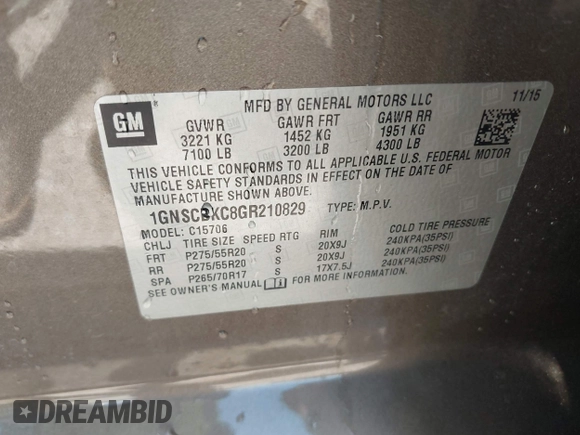 GM
MFD BY GENERAL MOTORS LLC 11/15
GVWR GAWR FRT GAWR RR
3221 KG 1452 KG 1951 KG
7100 LB 3200 LB 4300 LB
THIS VEHICLE CONFORMS TO ALL APPLICABLE U.S. FEDERAL MOTOR
VEHICLE SAFETY STANDARDS IN EFFECT ON THE DATE OF
MANUFACTURE SHOWN ABOVE.
TYPE: M.P.V.
MODEL: C15706
CHLJ TIRE SIZE SPEED RTG RIM COLD TIRE PRESSURE
FRT P275/55R20 S 20X9J 240KPA(35PSI)
RR P275/55R20 S 20X9J 240KPA(35PSI)
SPA P265/70R17 S 17X7.5J 240KPA(35PSI)
SEE OWNER'S MANUAL FOR MORE INFORMATION.
DREAMBID